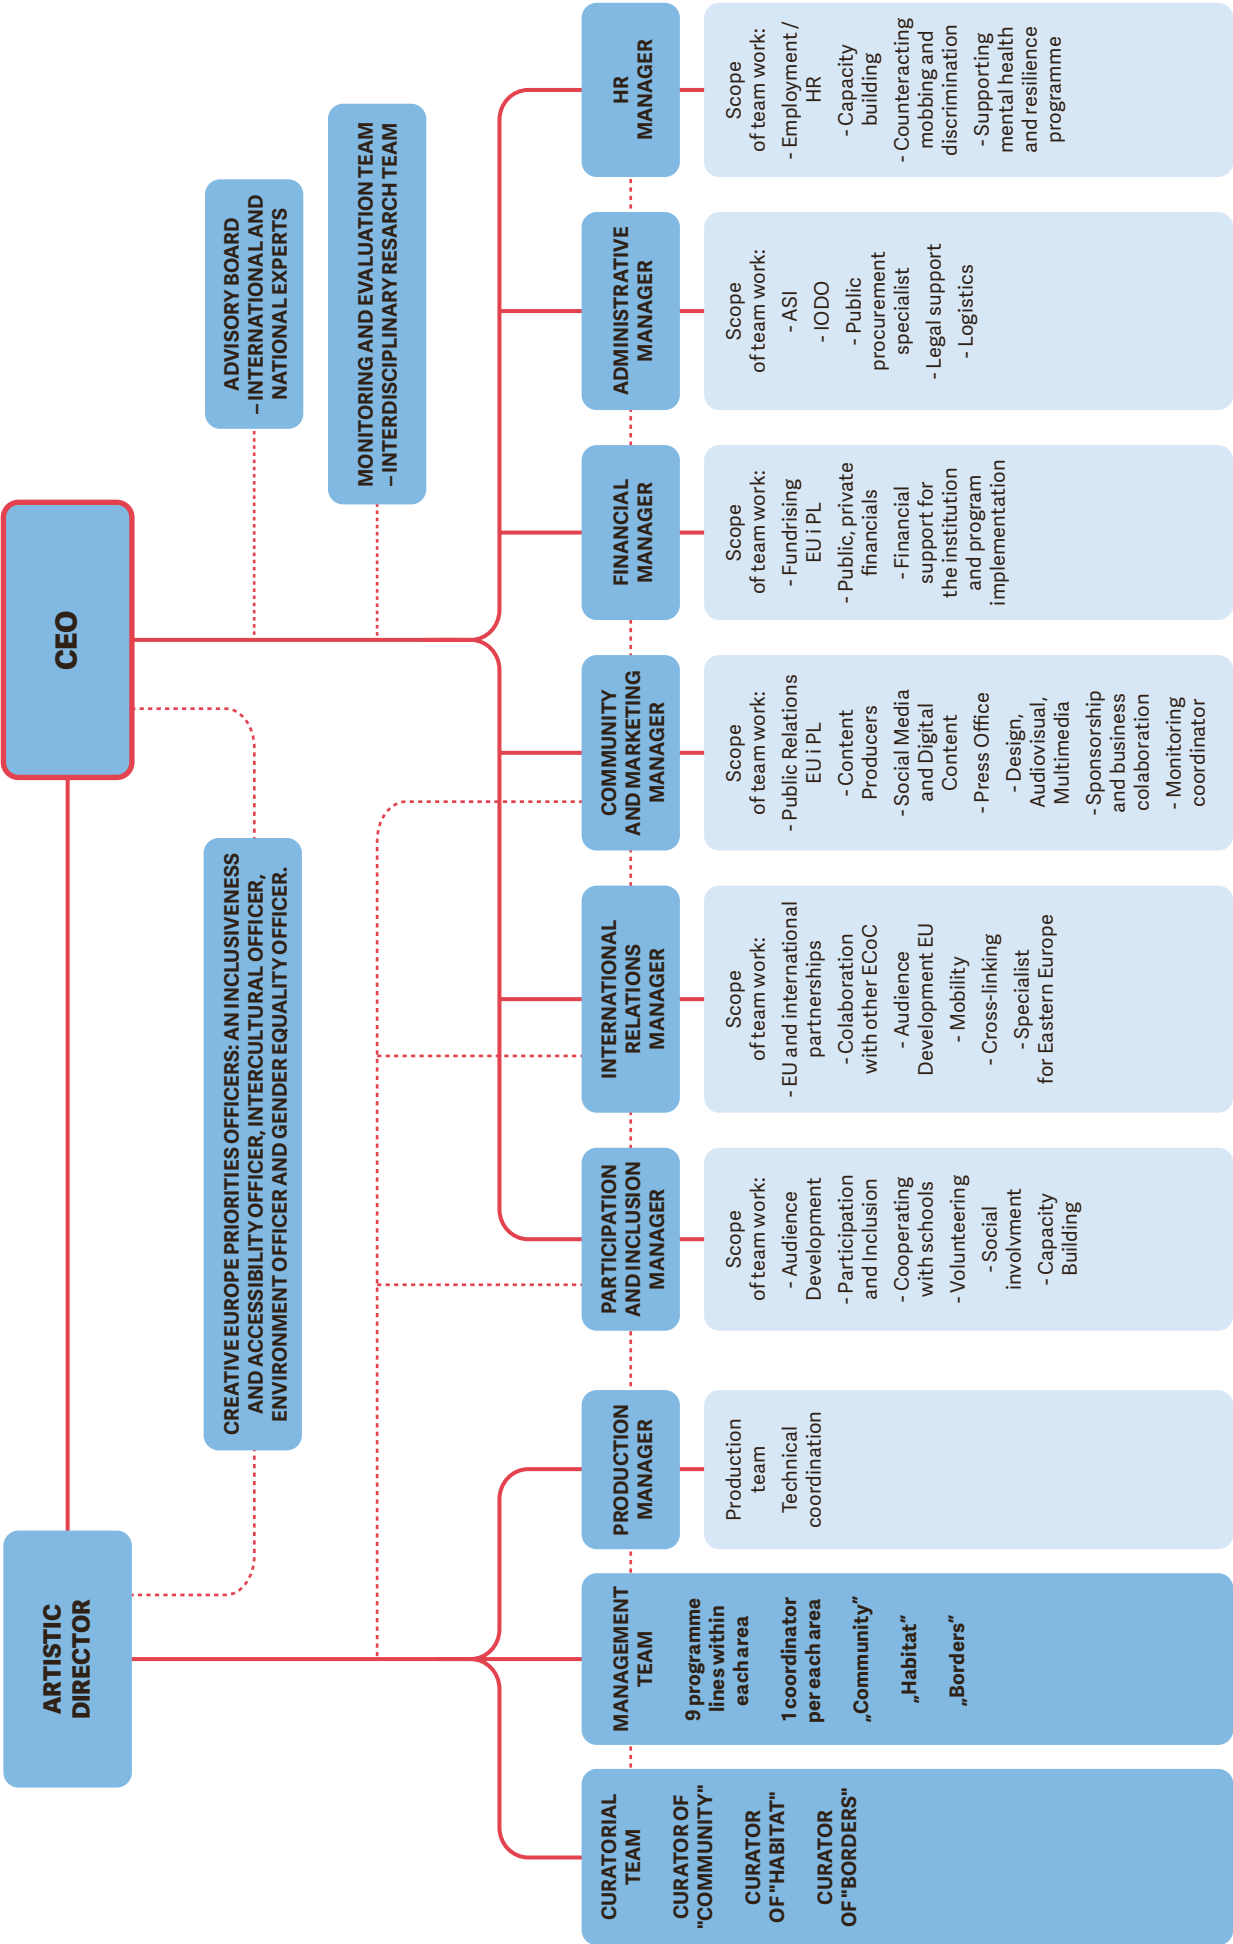 ARTISTIC
DIRECTOR
CEO
CREATIVE EUROPE PRIORITIES OFFICERS: AN INCLUSIVENESS
AND ACCESSIBILITY OFFICER, INTERCULTURAL OFFICER,
ENVIRONMENT OFFICER AND GENDER EQUALITY OFFICER.
ADVISORY BOARD
– INTERNATIONAL AND
NATIONAL EXPERTS
MONITORING AND EVALUATION TEAM
– INTERDISCIPLINARY RESARCH TEAM
CURATORIAL
TEAM
CURATOR OF
"COMMUNITY"
CURATOR
OF "HABITAT"
CURATOR
OF "BORDERS"
MANAGEMENT
TEAM
9 programme
lines within
each area
1 coordinator
per each area
„Community”
„Habitat”
„Borders”
PRODUCTION
MANAGER
Production
team
Technical
coordination
PARTICIPATION
AND INCLUSION
MANAGER
Scope
of team work:
- Audience
Development
- Participation
and Inclusion
- Cooperating
with schools
- Volunteering
- Social
involvment
- Capacity
Building
INTERNATIONAL
RELATIONS
MANAGER
Scope
of team work:
- EU and international
partnerships
- Colaboration
with other ECoC
- Audience
Development EU
- Mobility
- Cross-linking
- Specialist
for Eastern Europe
COMMUNITY
AND MARKETING
MANAGER
Scope
of team work:
- Public Relations
EU i PL
- Content
Producers
- Social Media
and Digital
Content
- Press Office
- Design,
Audiovisual,
Multimedia
- Sponsorship
and business
colaboration
- Monitoring
coordinator
FINANCIAL
MANAGER
Scope
of team work:
- Fundrising
EU i PL
- Public, private
financials
- Financial
support for
the institution
and program
implementation
ADMINISTRATIVE
MANAGER
Scope
of team work:
- ASI
- IODO
- Public
procurement
specialist
- Legal support
- Logistics
HR
MANAGER
Scope
of team work:
- Employment /
HR
- Capacity
building
- Counteracting
mobbing and
discrimination
- Supporting
mental health
and resilience
programme